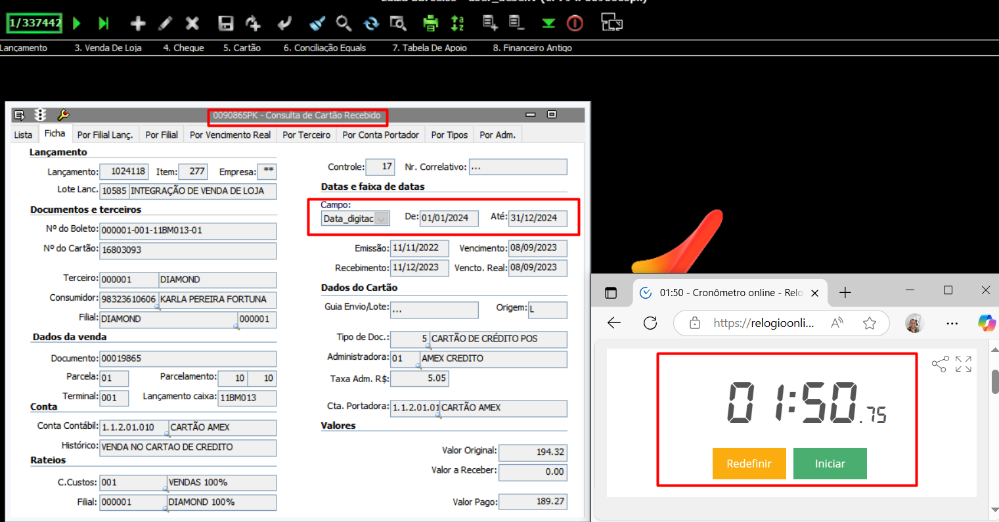 1/337442
Lançamento 3. Venda De Loja 4. Cheque 5. Cartão 6. Conciliação Equals 7. Tabela De Apoio 8. Financeiro Antigo
009086SPK - Consulta de Cartão Recebido
Lista Ficha Por Filial Lanç. Por Filial Por Vencimento Real Por Terceiro Por Conta Portador Por Tipos Por Adm.
Lançamento
Lançamento: 1024118 Item: 277 Empresa: **
Lote Lanc. 10585 INTEGRAÇÃO DE VENDA DE LOJA
Documentos e terceiros
Nº do Boleto: 000001-001-11BM013-01
Nº do Cartão: 16803093
Terceiro: 000001 DIAMOND
Consumidor: 98323610606 KARLA PEREIRA FORTUNA
Filial: DIAMOND 000001
Dados da venda
Documento: 00019865
Parcela: 01 Parcelamento: 10 10
Terminal: 001 Lançamento caixa: 11BM013
Conta
Conta Contábil: 1.1.2.01.010 CARTÃO AMEX
Histórico: VENDA NO CARTAO DE CREDITO
Rateios
C.Custos: 001 VENDAS 100%
Filial: 000001 DIAMOND 100%
Controle: 17 Nr. Correlativo: ...
Datas e faixa de datas
Campo:
Data_digitac De: 01/01/2024 Até: 31/12/2024
Emissão: 11/11/2022 Vencimento: 08/09/2023
Recebimento: 11/12/2023 Vencto. Real: 08/09/2023
Dados do Cartão
Guia Envio/Lote: ... Origem: L
Tipo de Doc.: 5 CARTÃO DE CRÉDITO POS
Administradora: 01 AMEX CREDITO
Taxa Adm. R$: 5.05
Cta. Portadora: 1.1.2.01.01 CARTÃO AMEX
Valores
Valor Original: 194.32
Valor a Receber: 0.00
Valor Pago: 189.27
01:50 - Cronômetro online - Relo
https://relogioonli...
01:50.75
Redefinir Iniciar